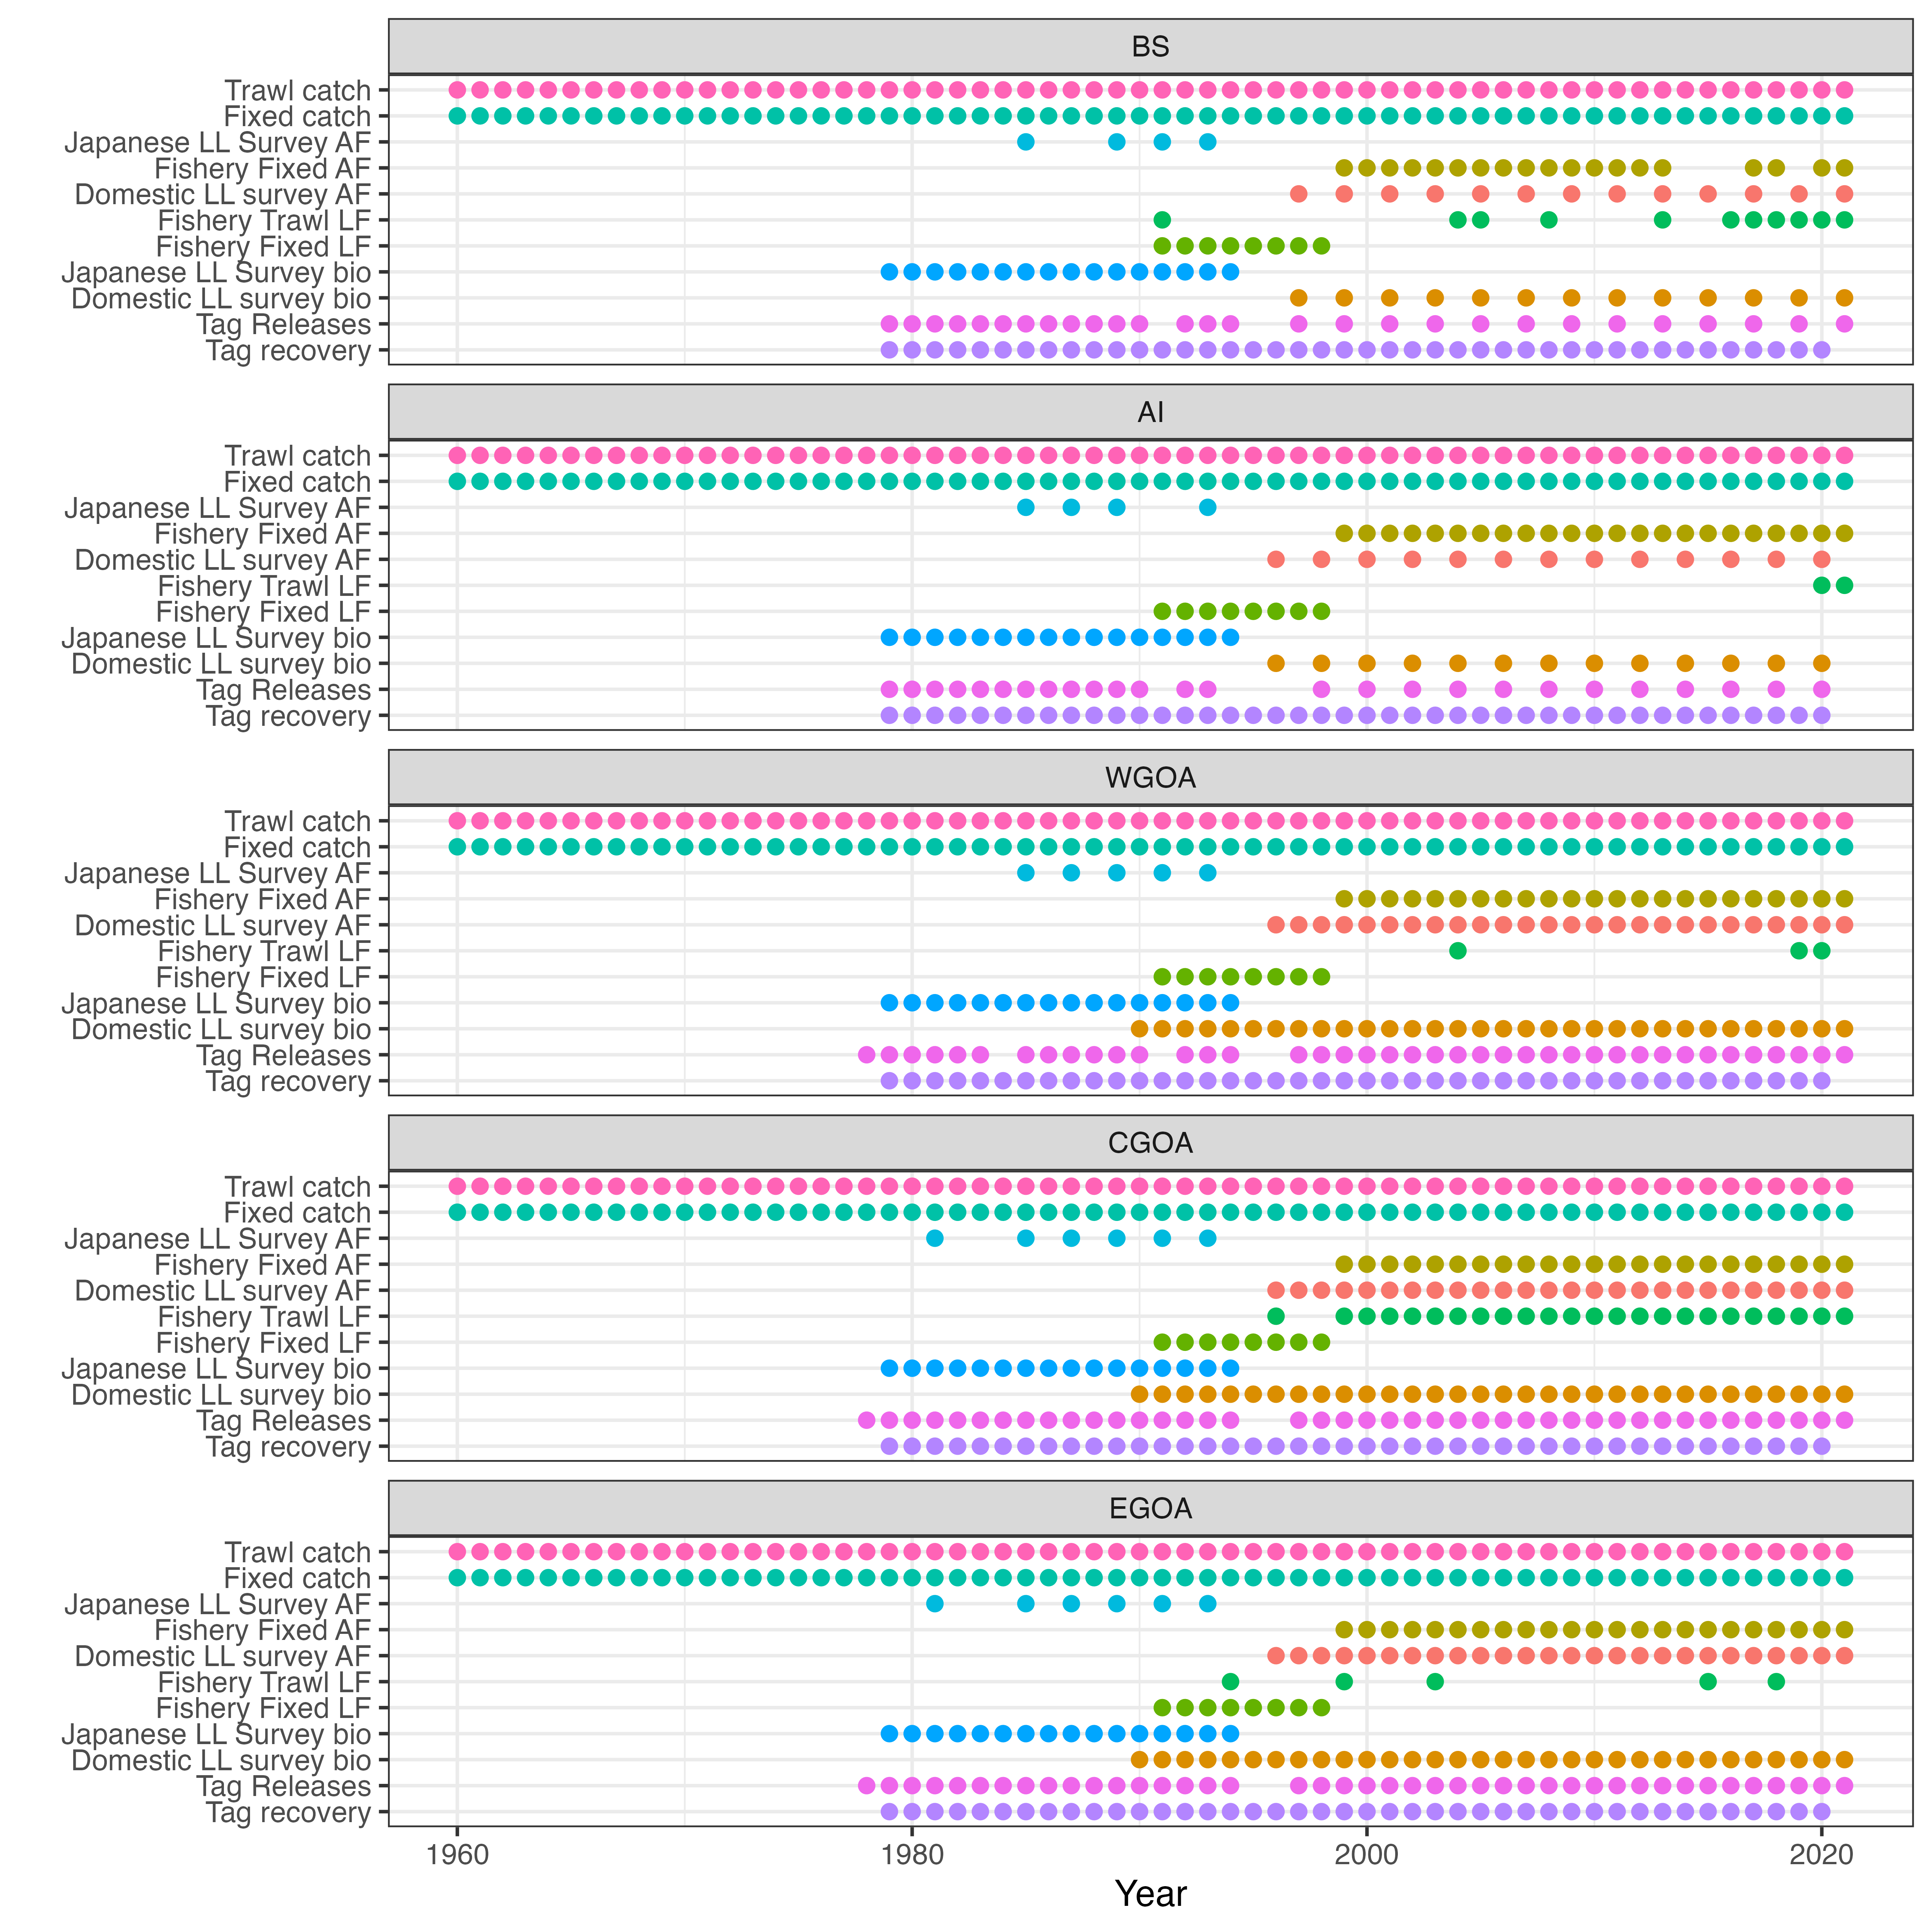 BS
Trawl catch
Fixed catch
Japanese LL Survey AF
Fishery Fixed AF
Domestic LL survey AF
Fishery Trawl LF
Fishery Fixed LF
Japanese LL Survey bio
Domestic LL survey bio
Tag Releases
Tag recovery
AI
Trawl catch
Fixed catch
Japanese LL Survey AF
Fishery Fixed AF
Domestic LL survey AF
Fishery Trawl LF
Fishery Fixed LF
Japanese LL Survey bio
Domestic LL survey bio
Tag Releases
Tag recovery
WGOA
Trawl catch
Fixed catch
Japanese LL Survey AF
Fishery Fixed AF
Domestic LL survey AF
Fishery Trawl LF
Fishery Fixed LF
Japanese LL Survey bio
Domestic LL survey bio
Tag Releases
Tag recovery
CGOA
Trawl catch
Fixed catch
Japanese LL Survey AF
Fishery Fixed AF
Domestic LL survey AF
Fishery Trawl LF
Fishery Fixed LF
Japanese LL Survey bio
Domestic LL survey bio
Tag Releases
Tag recovery
EGOA
Trawl catch
Fixed catch
Japanese LL Survey AF
Fishery Fixed AF
Domestic LL survey AF
Fishery Trawl LF
Fishery Fixed LF
Japanese LL Survey bio
Domestic LL survey bio
Tag Releases
Tag recovery
1960 1980 2000 2020
Year